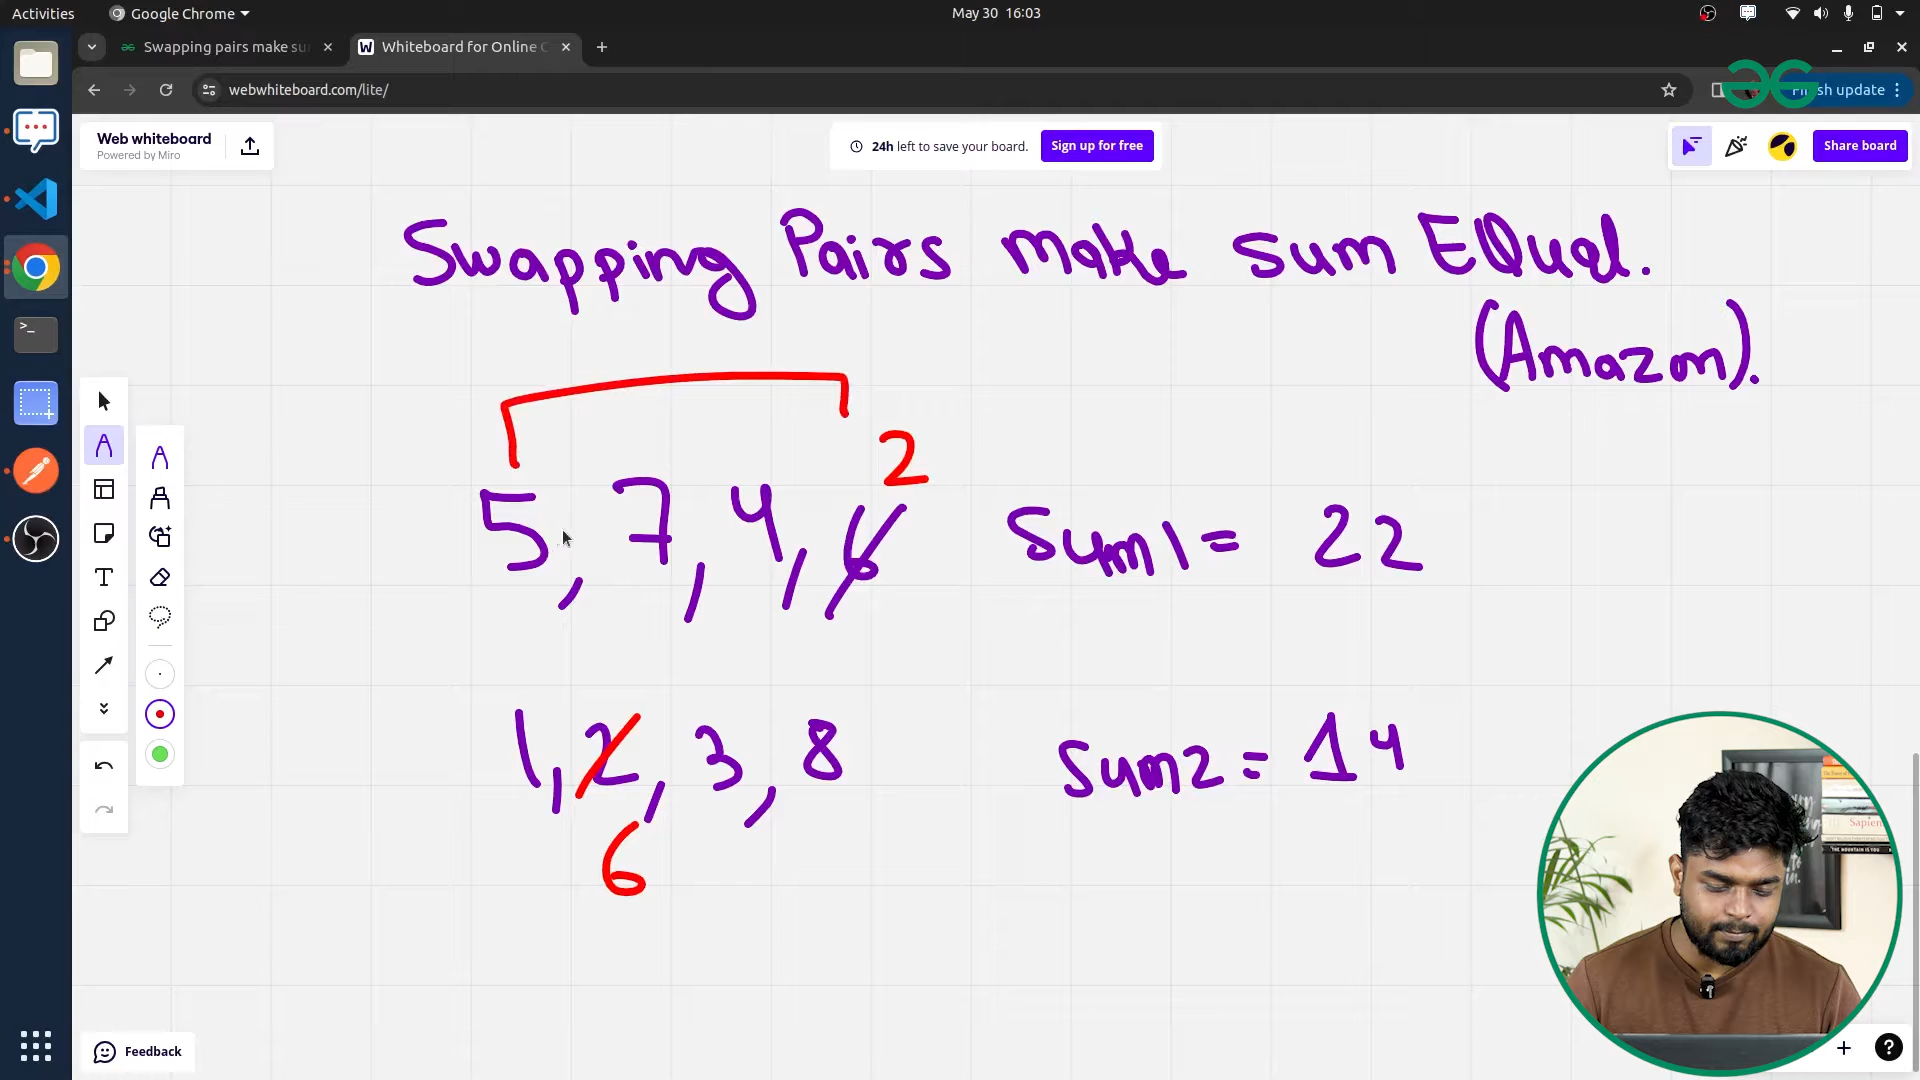 Activities Google Chrome May 30 16:03
Swapping pairs make su Whiteboard for Online C
webwhiteboard.com/lite/ Finish update
Web whiteboard
Powered by Miro
24h left to save your board. Sign up for free
Share board
Swapping Pairs make sum EQual.
(Amazon).
2
5, 7, 4, 6 Sum1 = 22
1, 2, 3, 8 Sum2 = 14
6
Feedback